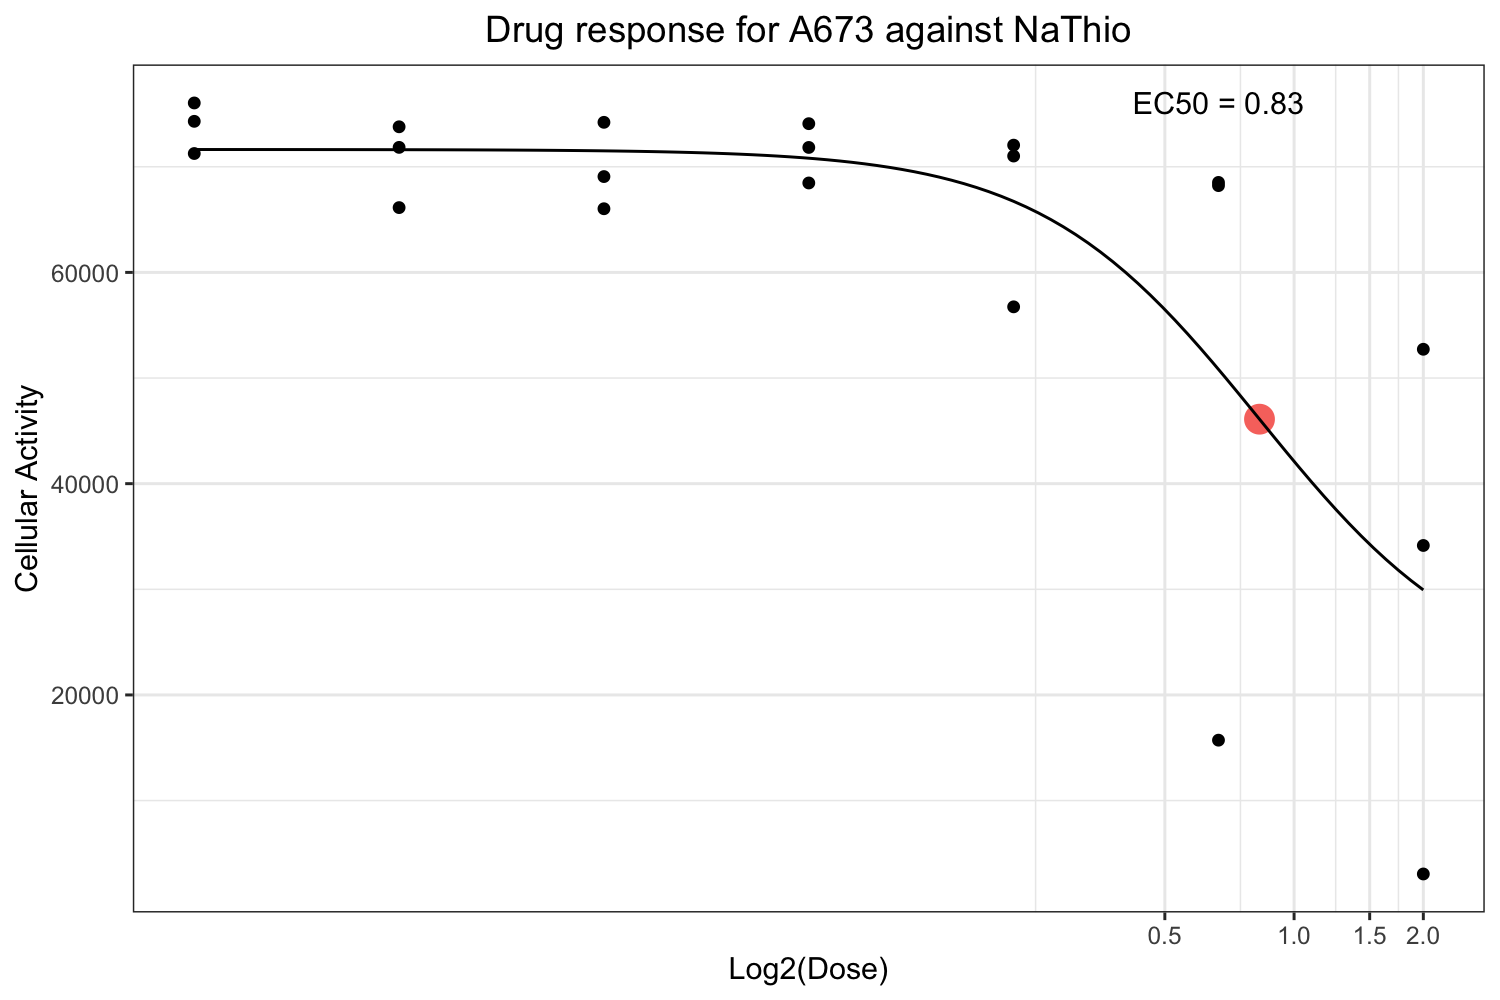 Drug response for A673 against NaThio
EC50 = 0.83
60000
40000
20000
Cellular Activity
0.5 1.0 1.5 2.0
Log2(Dose)